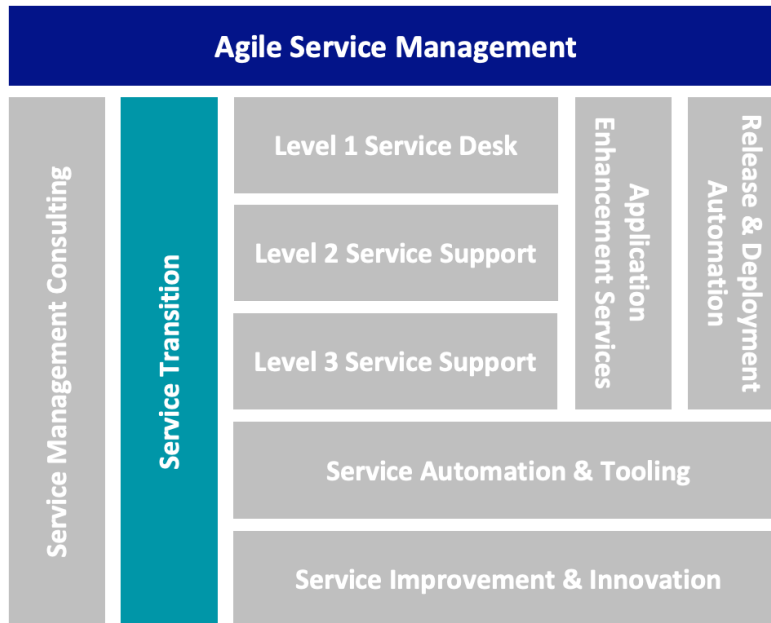 Agile Service Management
Service Management Consulting
Service Transition
Level 1 Service Desk
Level 2 Service Support
Level 3 Service Support
Application
Enhancement Services
Release & Deployment
Automation
Service Automation & Tooling
Service Improvement & Innovation